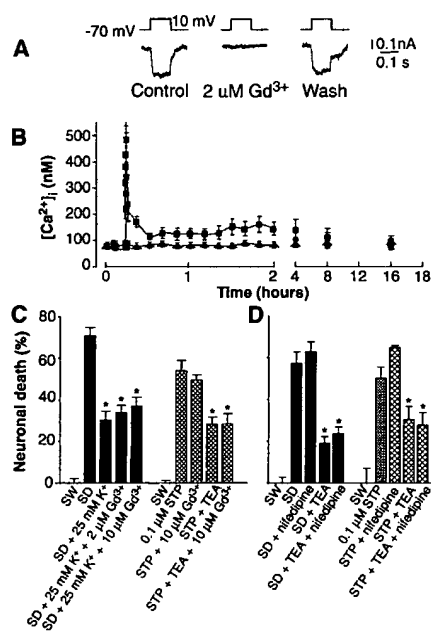 A
-70 mV
10 mV
Control
2 uM Gd³⁺
Wash
0.1nA
0.1 s
B
[Ca²⁺]i (nM)
500
400
300
200
100
0
0 1 2 4 8 12 16 18
Time (hours)
C
Neuronal death (%)
80
60
40
20
0
* * * * *
SW
SD
SD + 25 mM K⁺
SD + 25 mM K⁺ + 2 μM Gd³⁺
SD + 25 mM K⁺ + 10 μM Gd³⁺
SW
0.1 μM STP
STP + 10 μM Gd³⁺
STP + TEA
STP + TEA + 10 μM Gd³⁺
D
* * * *
SW
SD
SD + nifedipine
SD + TEA
SD + TEA + nifedipine
SW
0.1 μM STP
STP + nifedipine
STP + TEA
STP + TEA + nifedipine